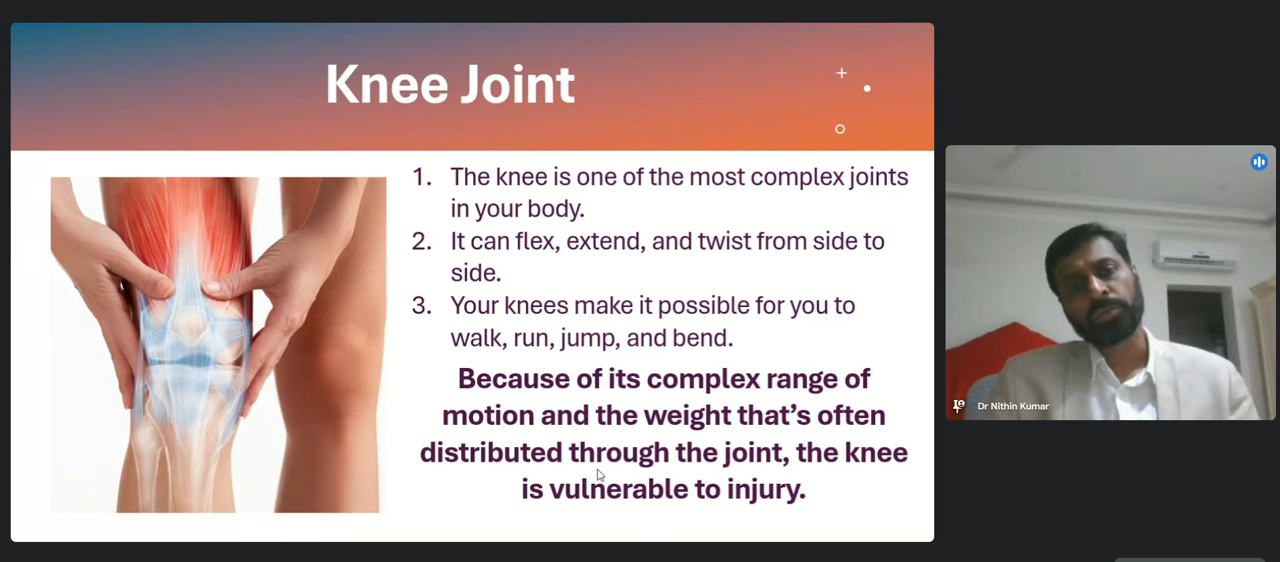 Knee Joint
1. The knee is one of the most complex joints
in your body.
2. It can flex, extend, and twist from side to
side.
3. Your knees make it possible for you to
walk, run, jump, and bend.
Because of its complex range of
motion and the weight that’s often
distributed through the joint, the knee
is vulnerable to injury.
Dr Nithin Kumar